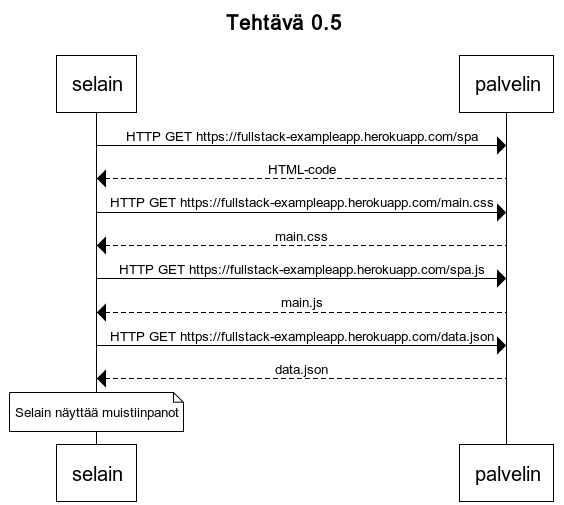 Tehtävä 0.5
selain palvelin
HTTP GET https://fullstack-exampleapp.herokuapp.com/spa
HTML-code
HTTP GET https://fullstack-exampleapp.herokuapp.com/main.css
main.css
HTTP GET https://fullstack-exampleapp.herokuapp.com/spa.js
main.js
HTTP GET https://fullstack-exampleapp.herokuapp.com/data.json
data.json
Selain näyttää muistiinpanot
selain palvelin